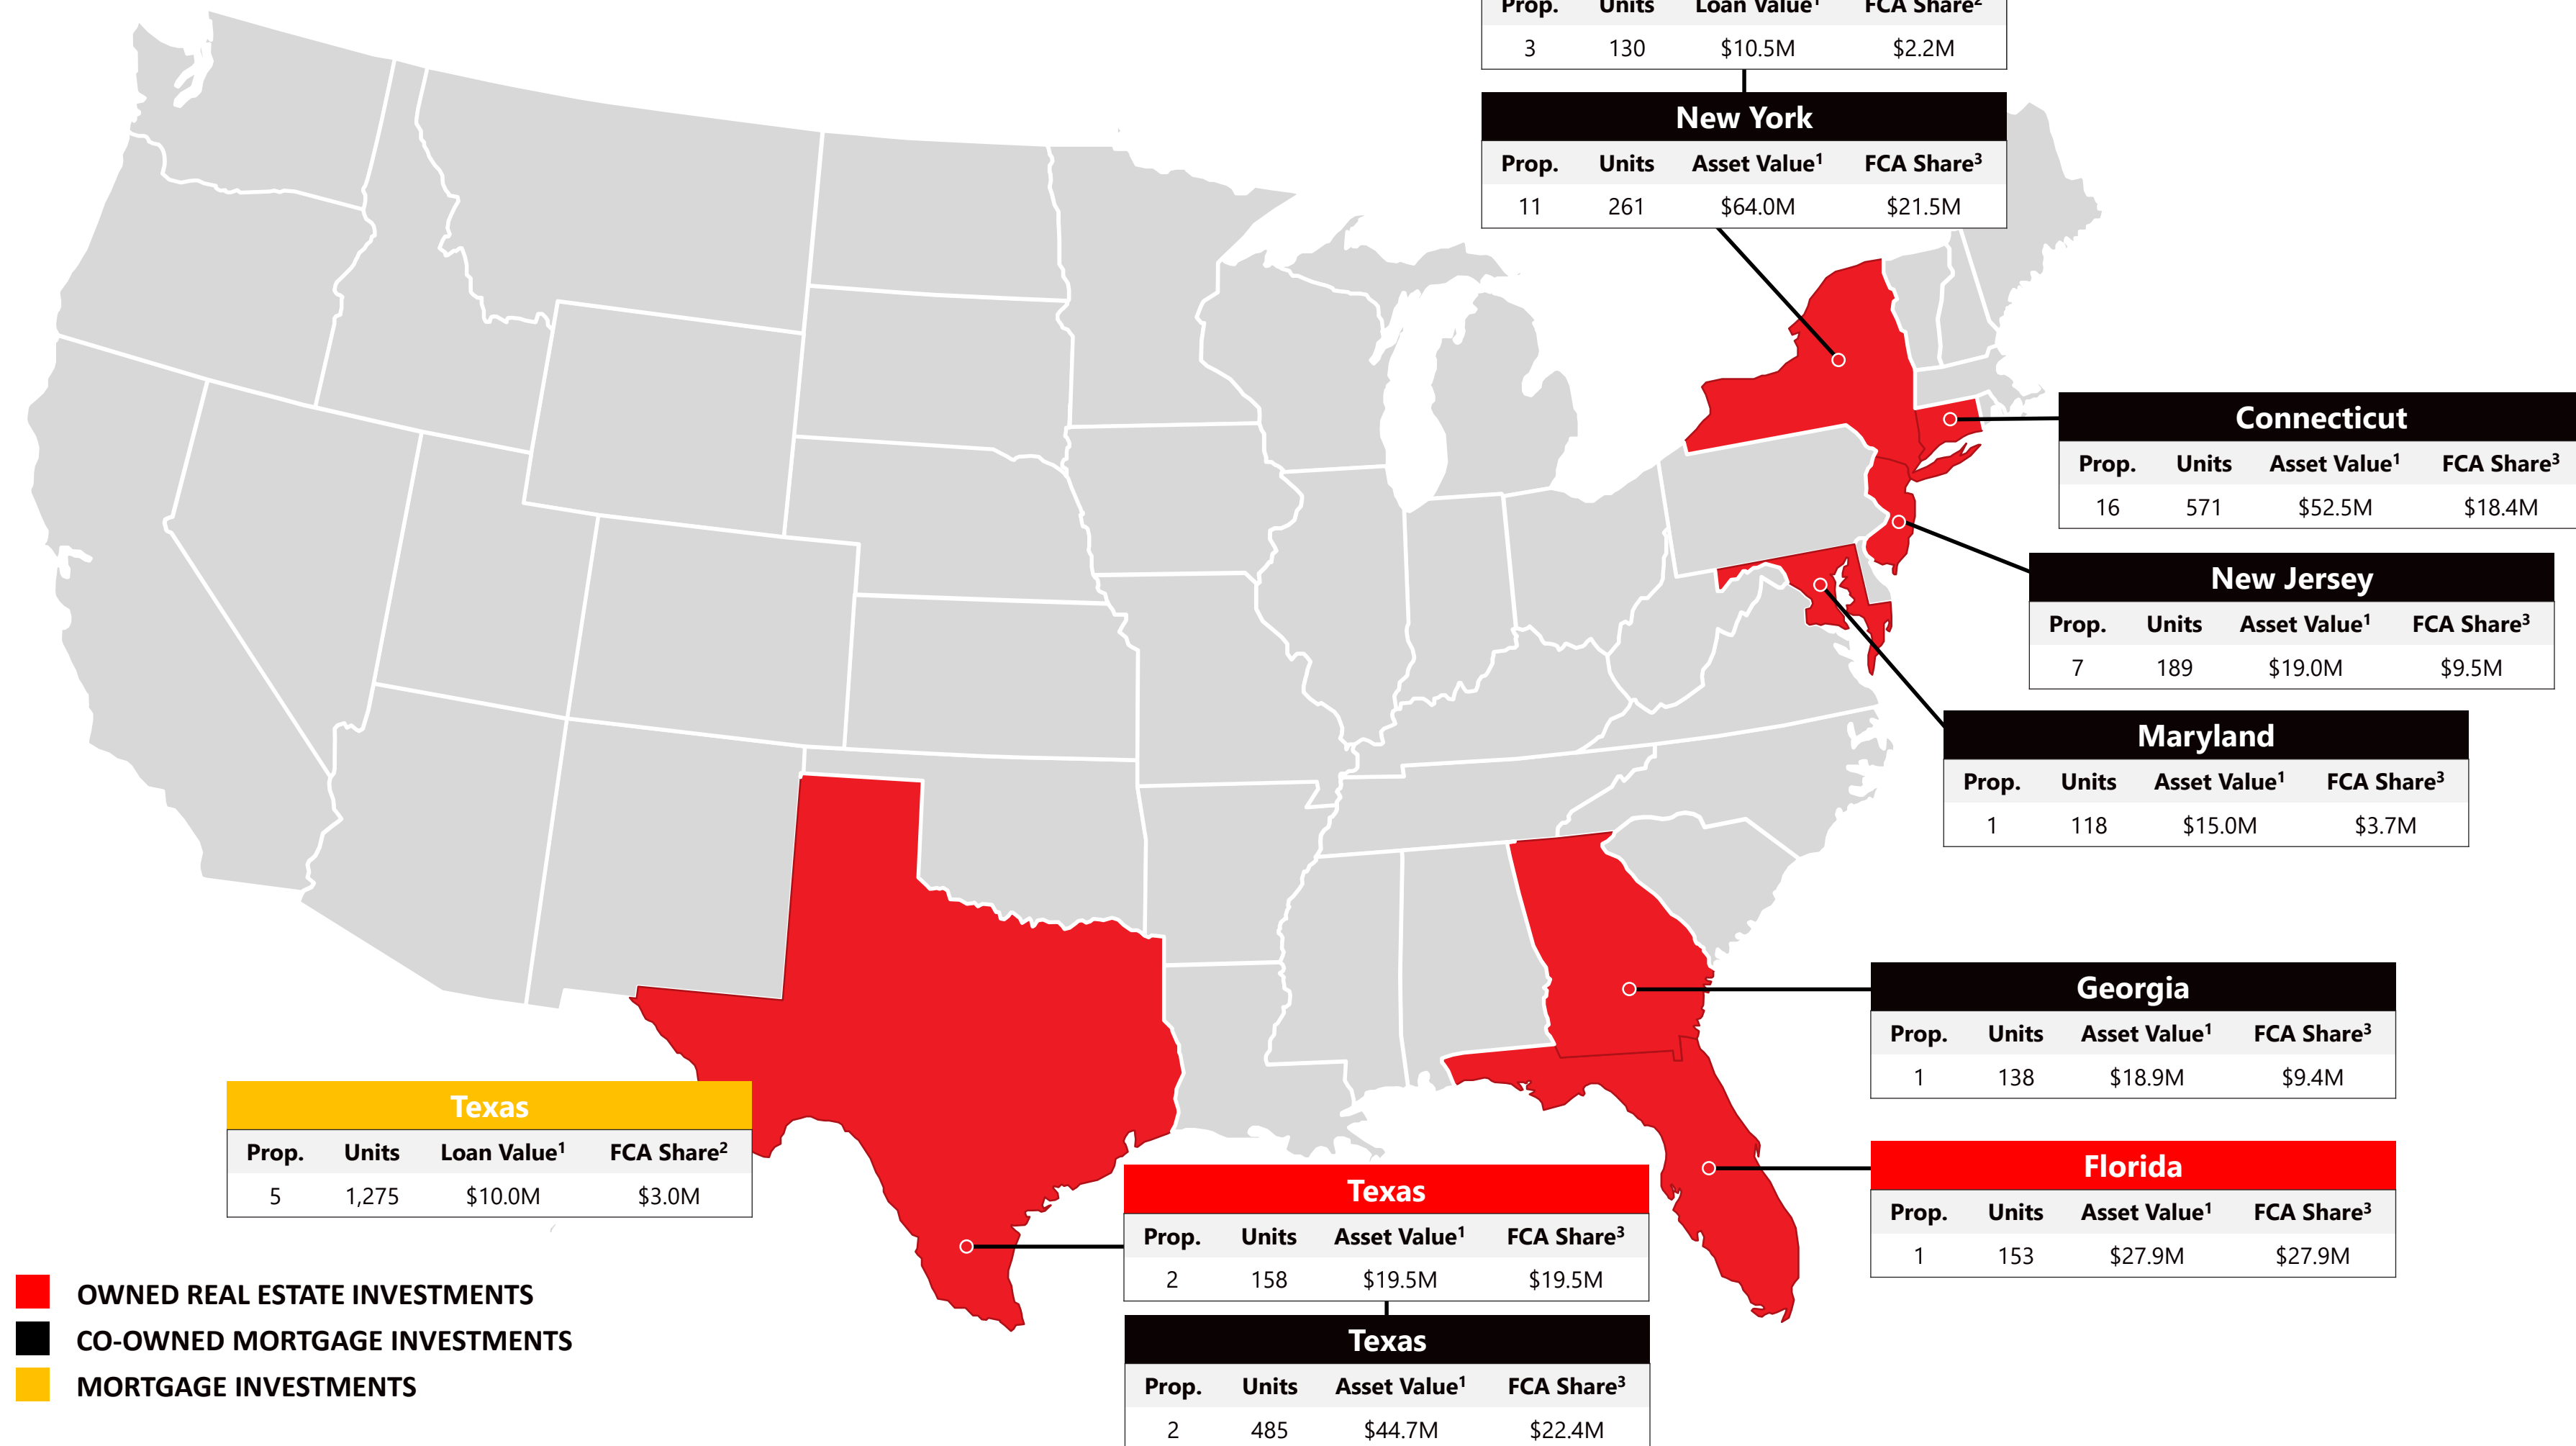 Prop. Units Loan Value¹ FCA Share²
3 130 $10.5M $2.2M
New York
Prop. Units Asset Value¹ FCA Share³
11 261 $64.0M $21.5M
Connecticut
Prop. Units Asset Value¹ FCA Share³
16 571 $52.5M $18.4M
New Jersey
Prop. Units Asset Value¹ FCA Share³
7 189 $19.0M $9.5M
Maryland
Prop. Units Asset Value¹ FCA Share³
1 118 $15.0M $3.7M
Georgia
Prop. Units Asset Value¹ FCA Share³
1 138 $18.9M $9.4M
Florida
Prop. Units Asset Value¹ FCA Share³
1 153 $27.9M $27.9M
Texas
Prop. Units Loan Value¹ FCA Share²
5 1,275 $10.0M $3.0M
Texas
Prop. Units Asset Value¹ FCA Share³
2 158 $19.5M $19.5M
Texas
Prop. Units Asset Value¹ FCA Share³
2 485 $44.7M $22.4M
OWNED REAL ESTATE INVESTMENTS
CO-OWNED MORTGAGE INVESTMENTS
MORTGAGE INVESTMENTS